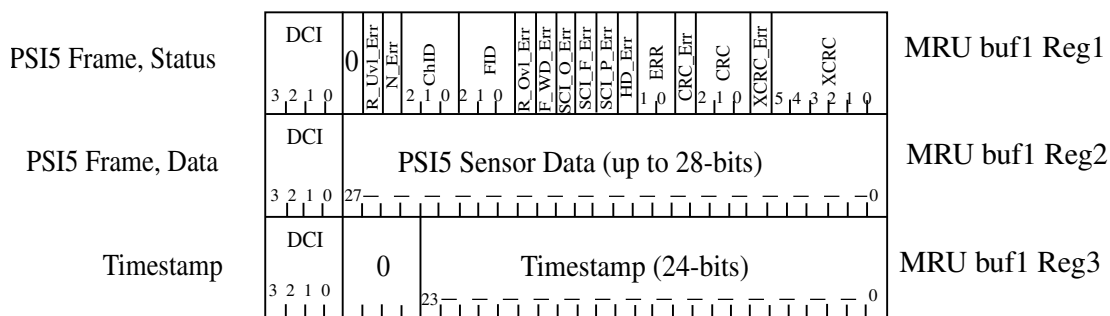 PSI5 Frame, Status
DCI
3 2 1 0
0
R_Uvl_Err
N_Err
ChID
2 1 0
FID
2 1 0
R_Ovl_Err
F_WD_Err
SCI_O_Err
SCI_F_Err
SCI_P_Err
HD_Err
ERR
1 0
CRC_Err
CRC
2 1 0
XCRC_Err
XCRC
5 4 3 2 1 0
MRU buf1 Reg1
PSI5 Frame, Data
DCI
3 2 1 0
PSI5 Sensor Data (up to 28-bits)
27 0
MRU buf1 Reg2
Timestamp
DCI
3 2 1 0
0
Timestamp (24-bits)
23 0
MRU buf1 Reg3